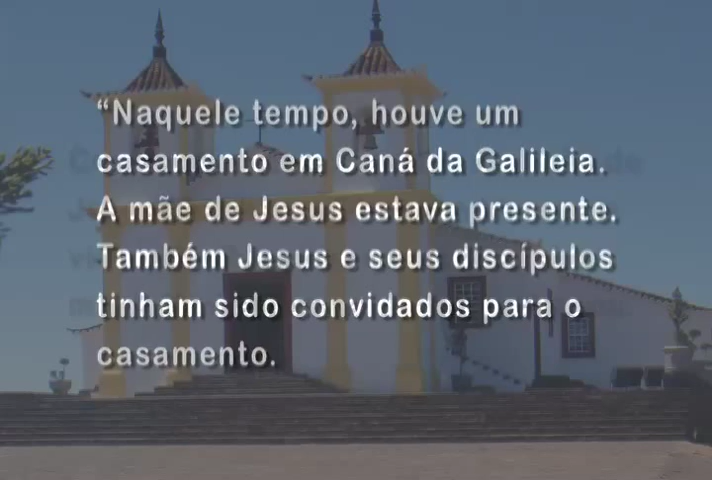 “Naquele tempo, houve um
casamento em Caná da Galileia.
A mãe de Jesus estava presente.
Também Jesus e seus discípulos
tinham sido convidados para o
casamento.